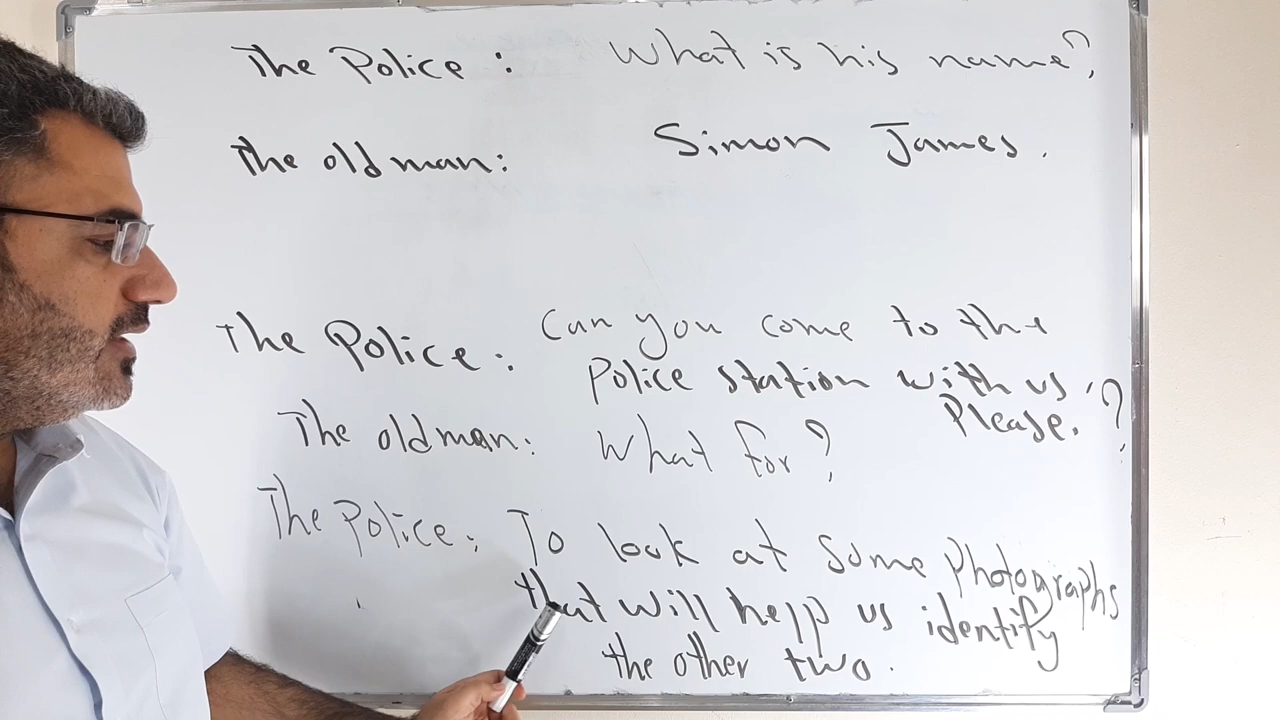 The Police: What is his name?
The old man: Simon James.
The Police: Can you come to the
Police station with us,
Please.?
The old man: What for?
The Police: To look at some photographs
that will help us identify
the other two.